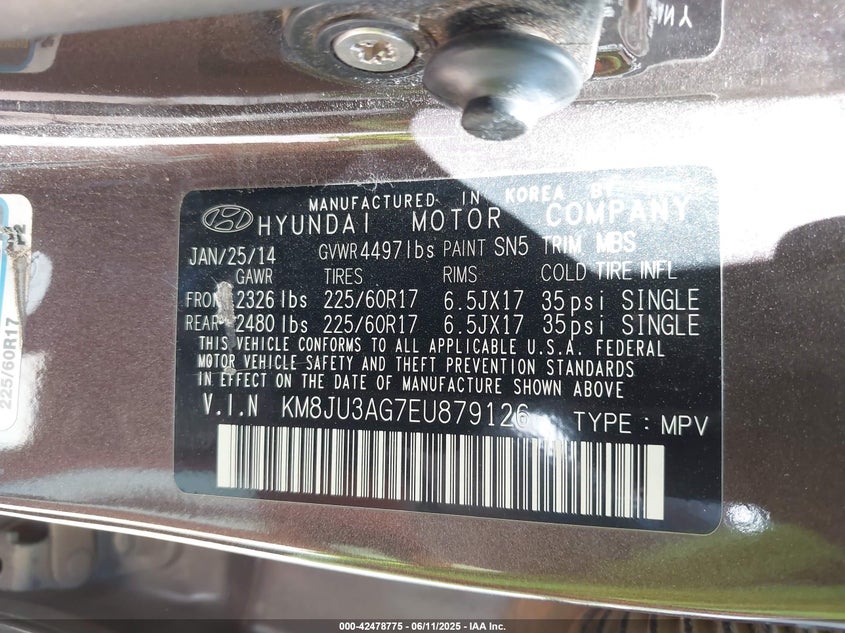 MANUFACTURED IN KOREA BY
HYUNDAI MOTOR COMPANY
JAN/25/14 GVWR 4497lbs PAINT SN5 TRIM MBS
GAWR TIRES RIMS COLD TIRE INFL
FRONT 2326 lbs 225/60R17 6.5JX17 35psi SINGLE
REAR 2480 lbs 225/60R17 6.5JX17 35psi SINGLE
THIS VEHICLE CONFORMS TO ALL APPLICABLE U.S.A. FEDERAL
MOTOR VEHICLE SAFETY AND THEFT PREVENTION STANDARDS
IN EFFECT ON THE DATE OF MANUFACTURE SHOWN ABOVE
V.I.N KM8JU3AG7EU879126 TYPE : MPV
225/60R17
000-42478775 - 06/11/2025 - IAA Inc.